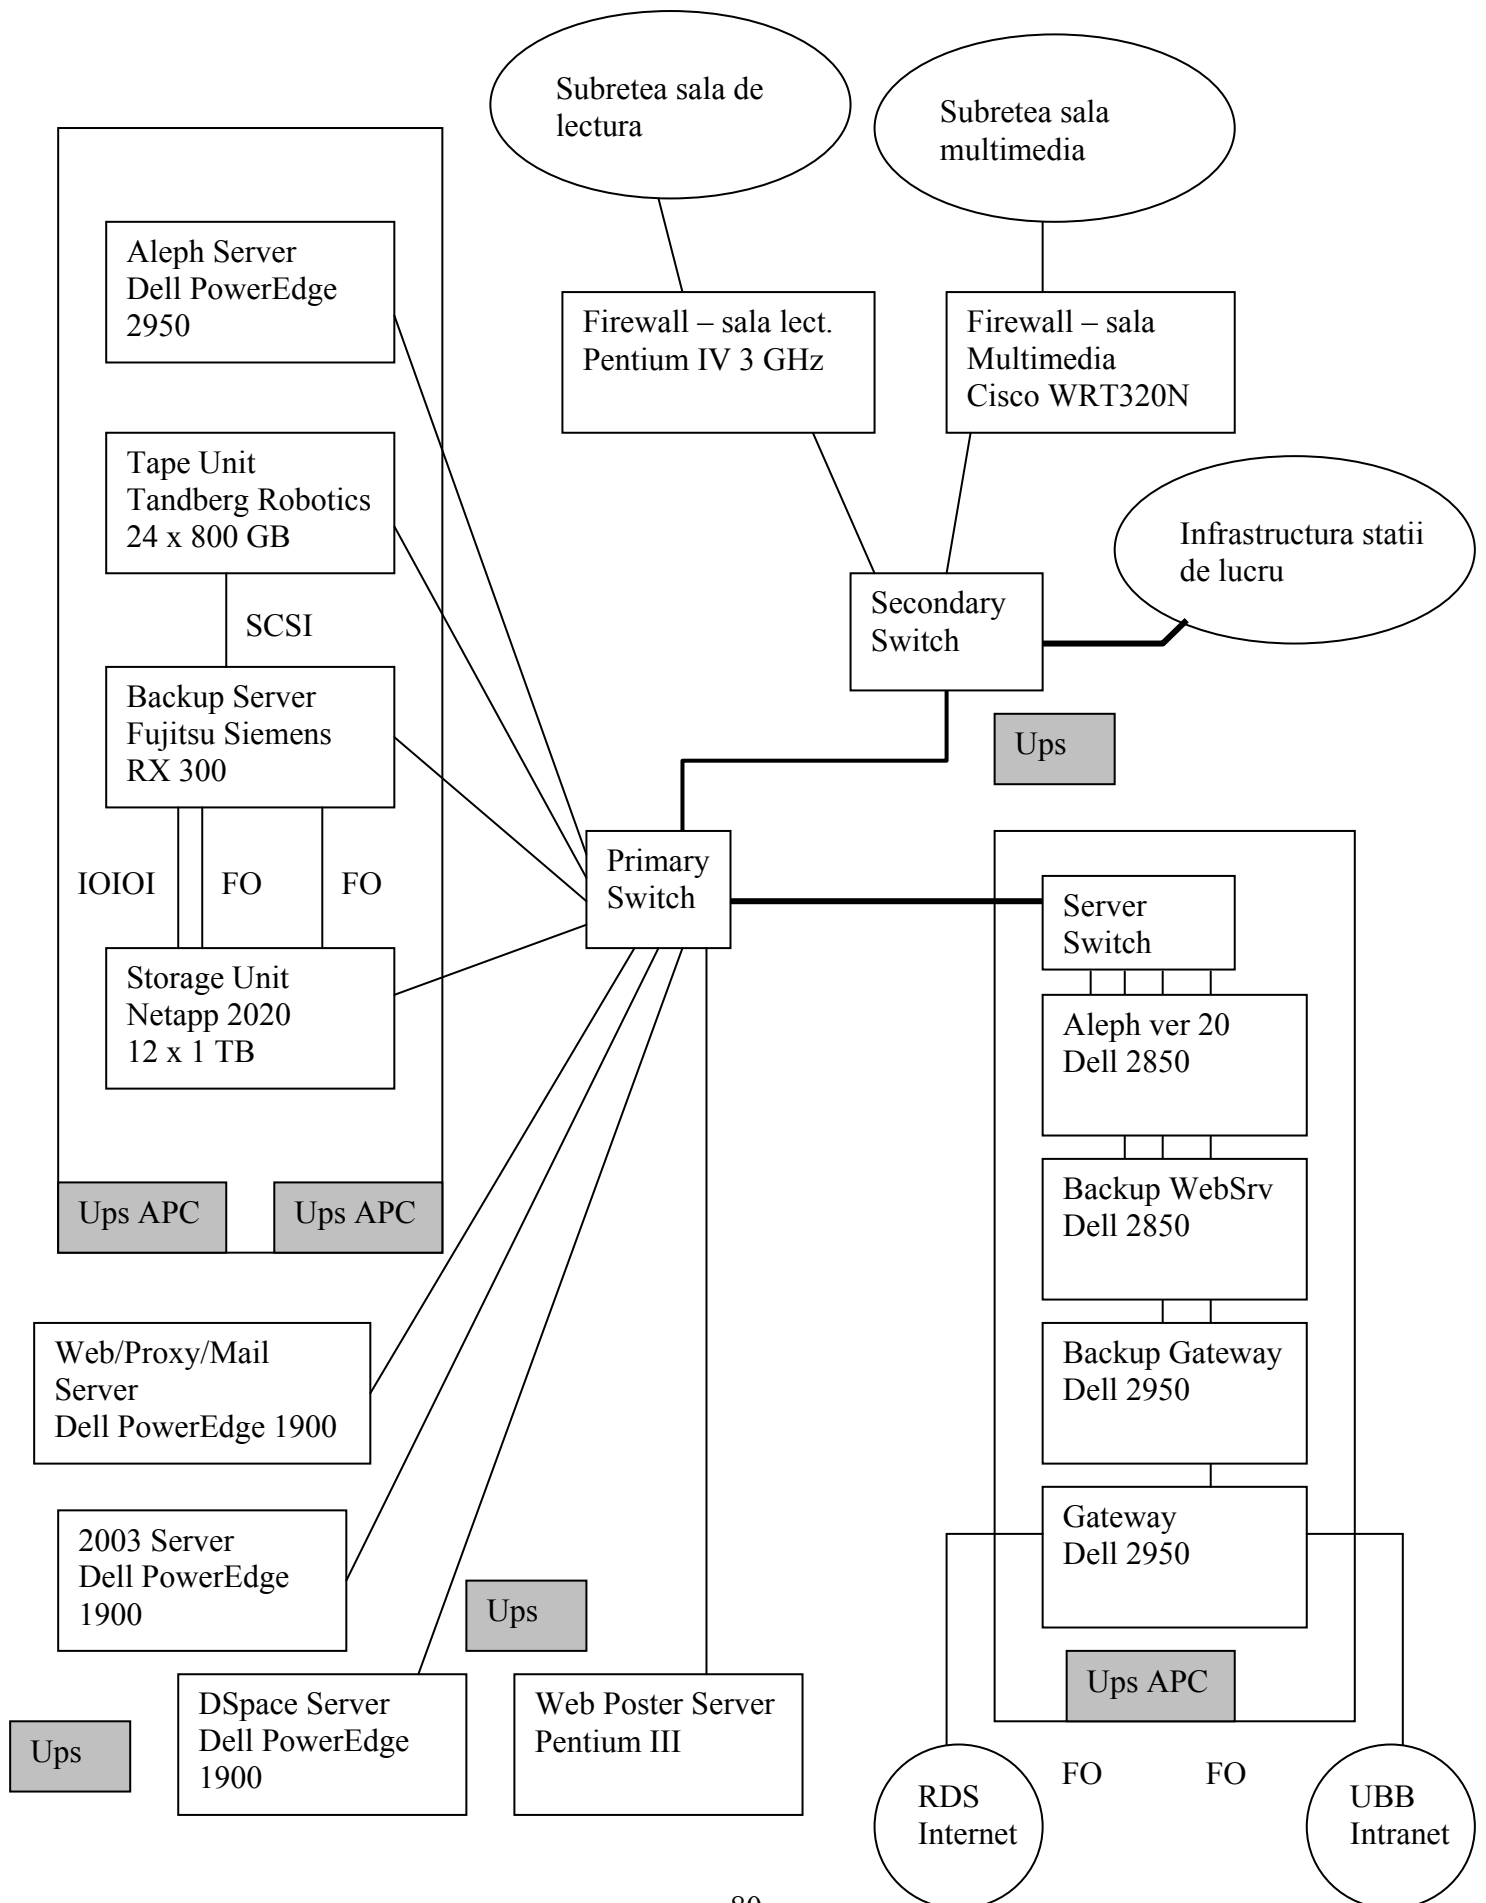 Subretea sala de
lectura
Subretea sala
multimedia
Aleph Server
Dell PowerEdge
2950
Firewall – sala lect.
Pentium IV 3 GHz
Firewall – sala
Multimedia
Cisco WRT320N
Tape Unit
Tandberg Robotics
24 x 800 GB
Infrastructura statii
de lucru
SCSI
Secondary
Switch
Backup Server
Fujitsu Siemens
RX 300
Ups
IOIOI
FO
FO
Primary
Switch
Server
Switch
Storage Unit
Netapp 2020
12 x 1 TB
Aleph ver 20
Dell 2850
Ups APC
Ups APC
Backup WebSrv
Dell 2850
Web/Proxy/Mail
Server
Dell PowerEdge 1900
Backup Gateway
Dell 2950
2003 Server
Dell PowerEdge
1900
Gateway
Dell 2950
Ups
Ups APC
Ups
DSpace Server
Dell PowerEdge
1900
Web Poster Server
Pentium III
FO
FO
RDS
Internet
UBB
Intranet